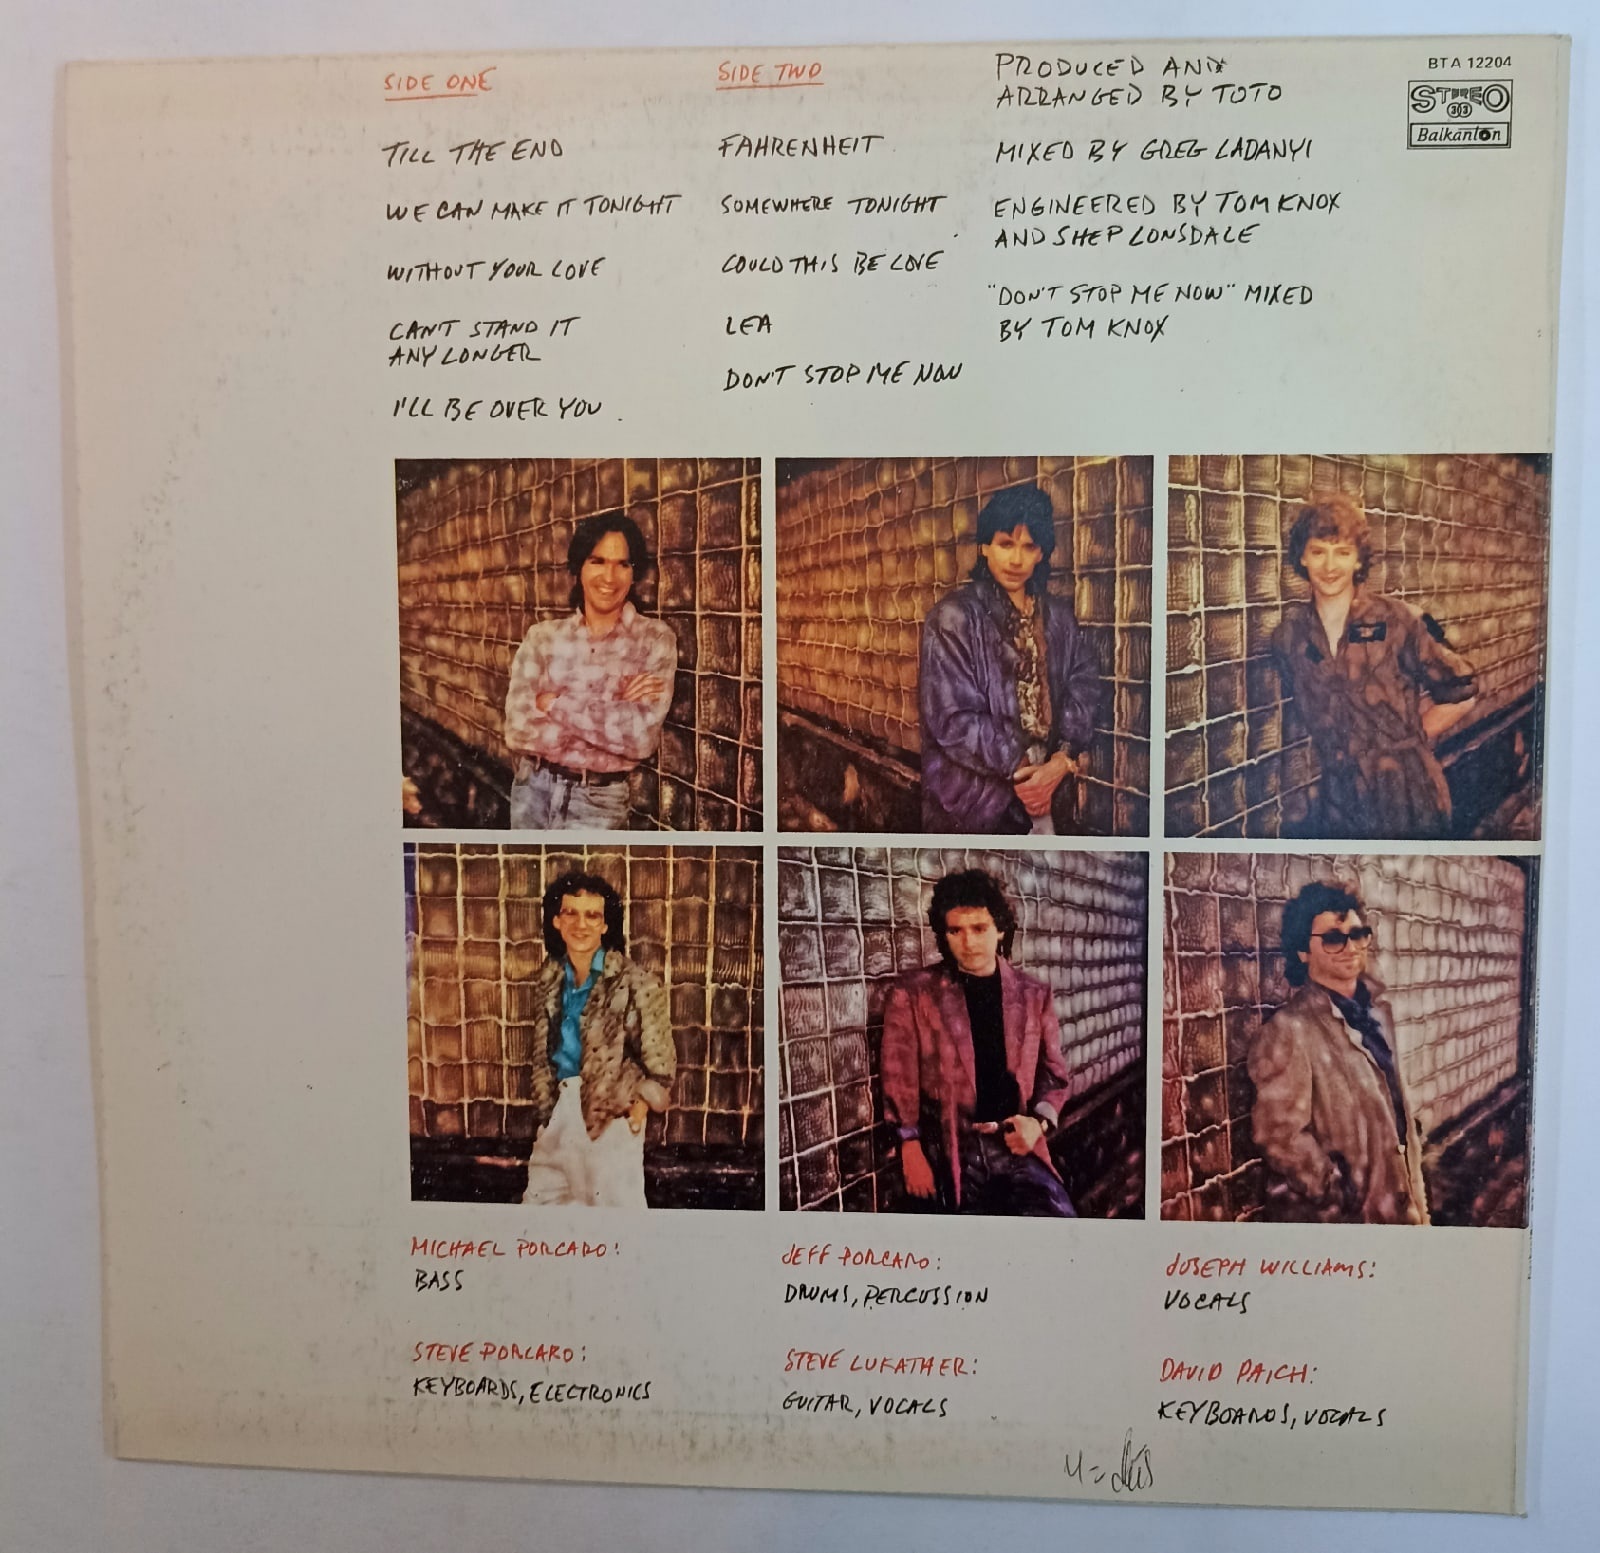 SIDE ONE
TILL THE END
WE CAN MAKE IT TONIGHT
WITHOUT YOUR LOVE
CAN'T STAND IT
ANY LONGER
I'LL BE OVER YOU
SIDE TWO
FAHRENHEIT
SOMEWHERE TONIGHT
COULD THIS BE LOVE
LEA
DON'T STOP ME NOW
PRODUCED AND
ARRANGED BY TOTO
MIXED BY GREG LADANYI
ENGINEERED BY TOM KNOX
AND SHEP LONSDALE
"DON'T STOP ME NOW" MIXED
BY TOM KNOX
BTA 12204
STEREO
33
Balkanton
MICHAEL PORCARO:
BASS
JEFF PORCARO:
DRUMS, PERCUSSION
JOSEPH WILLIAMS:
VOCALS
STEVE PORCARO:
KEYBOARDS, ELECTRONICS
STEVE LUKATHER:
GUITAR, VOCALS
DAVID PAICH:
KEYBOARDS, VOCALS